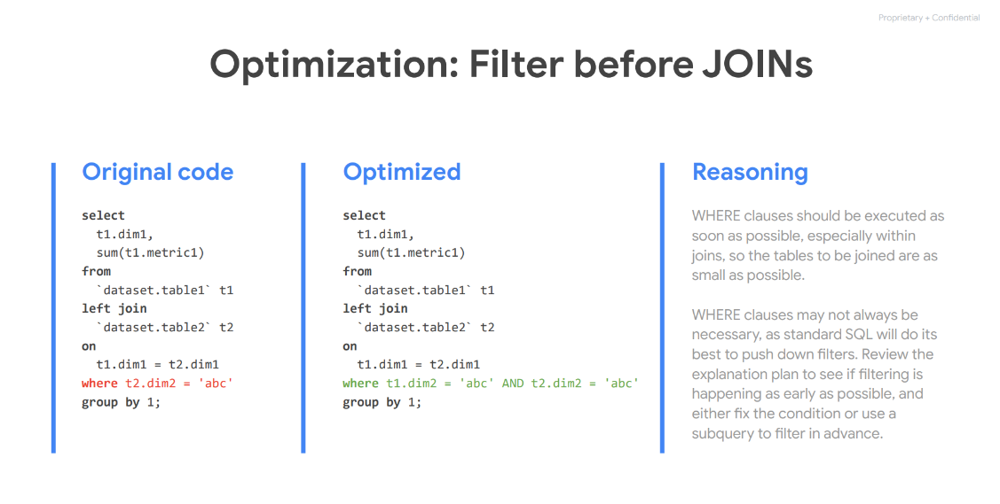 Proprietary + Confidential
Optimization: Filter before JOINs
Original code
select
t1.dim1,
sum(t1.metric1)
from
`dataset.table1` t1
left join
`dataset.table2` t2
on
t1.dim1 = t2.dim1
where t2.dim2 = 'abc'
group by 1;
Optimized
select
t1.dim1,
sum(t1.metric1)
from
`dataset.table1` t1
left join
`dataset.table2` t2
on
t1.dim1 = t2.dim1
where t1.dim2 = 'abc' AND t2.dim2 = 'abc'
group by 1;
Reasoning
WHERE clauses should be executed as
soon as possible, especially within
joins, so the tables to be joined are as
small as possible.
WHERE clauses may not always be
necessary, as standard SQL will do its
best to push down filters. Review the
explanation plan to see if filtering is
happening as early as possible, and
either fix the condition or use a
subquery to filter in advance.